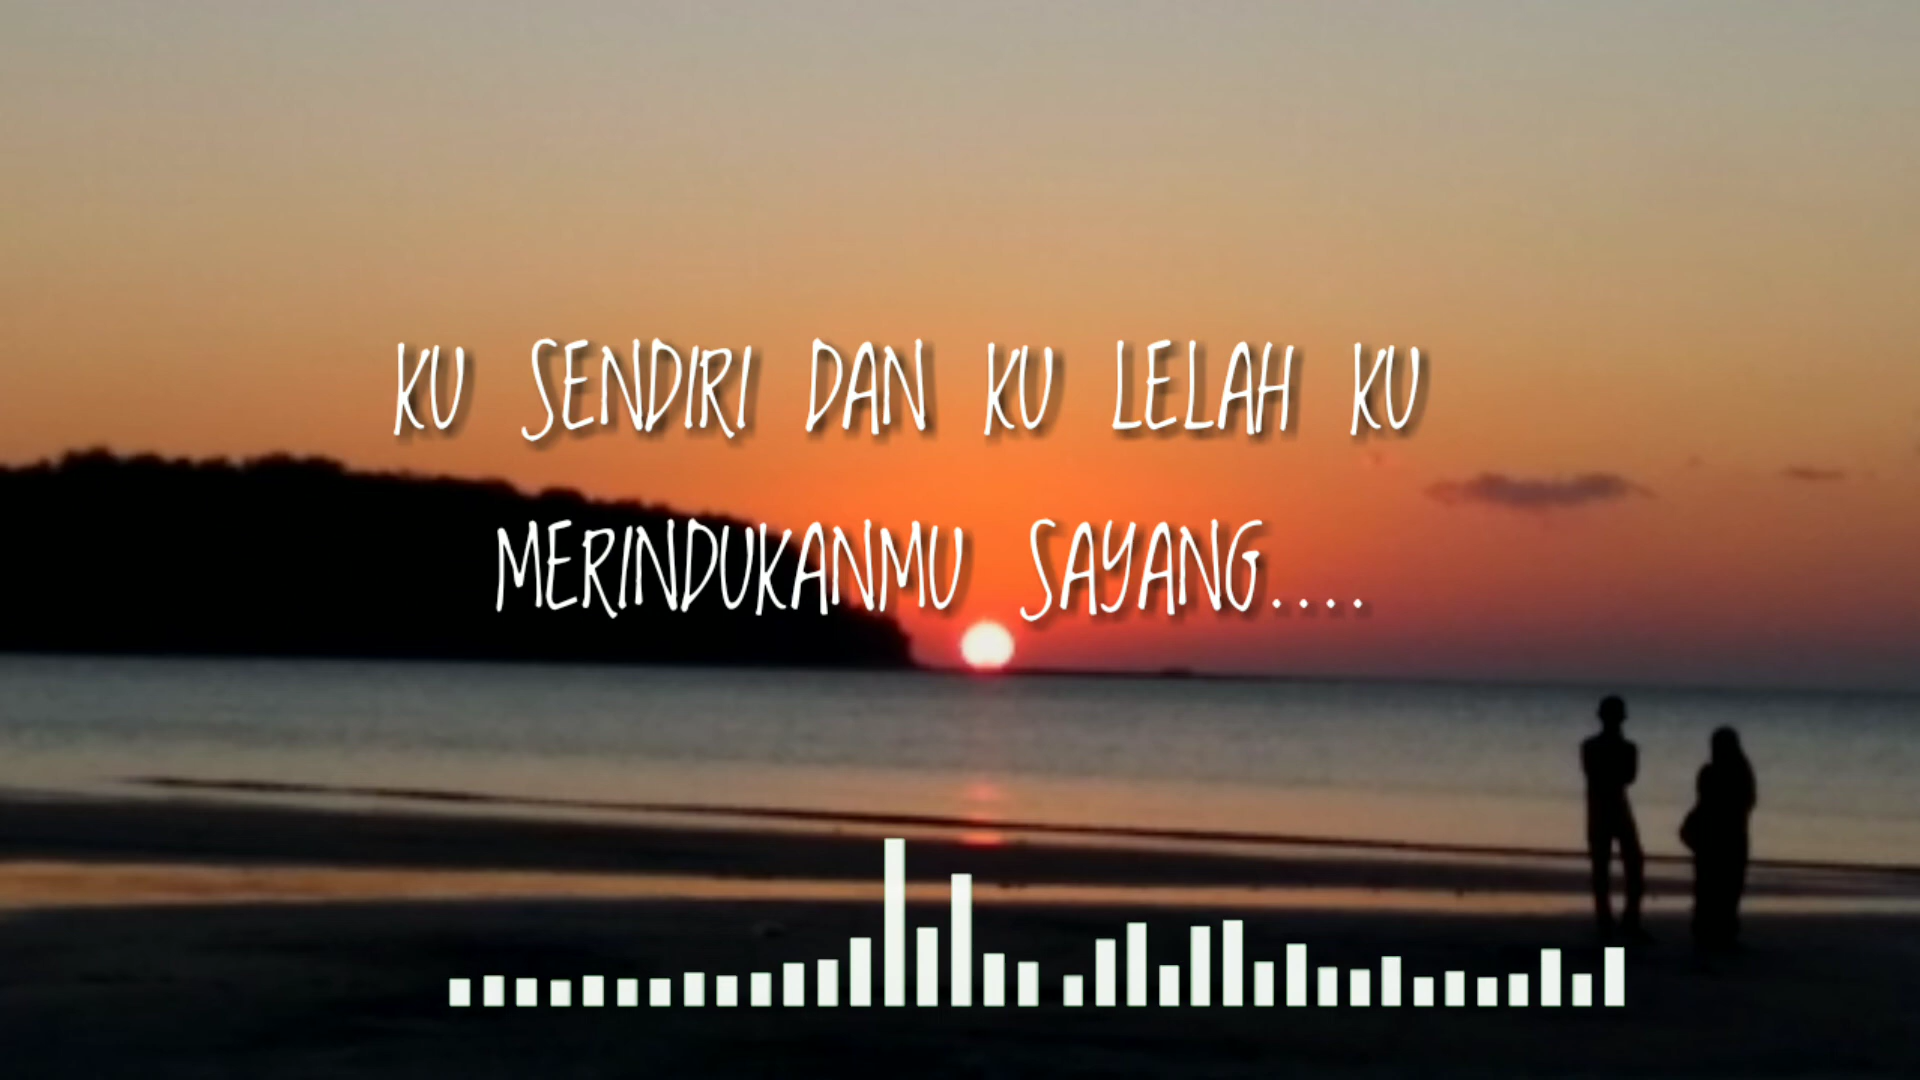 KU SENDIRI DAN KU LELAH KU
MERINDUKANMU SAYANG....